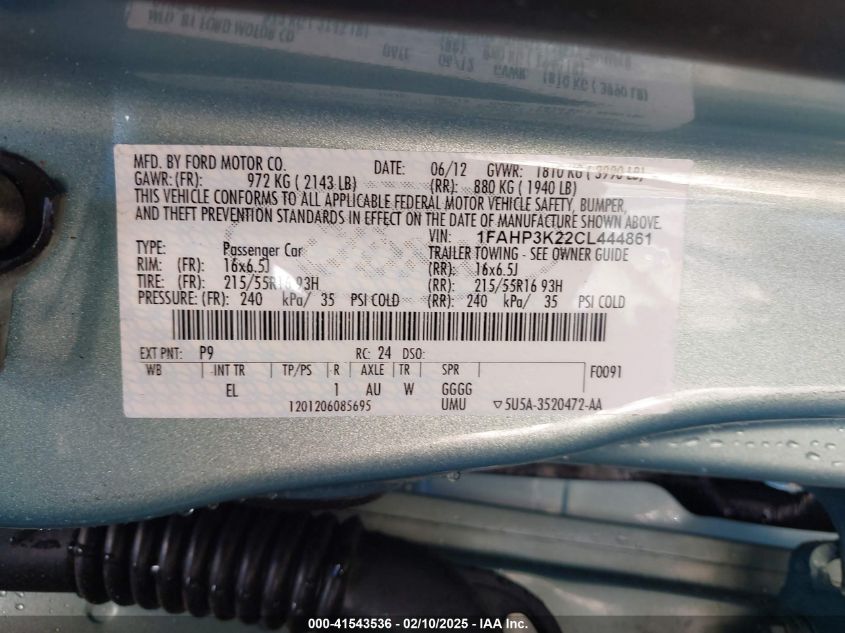 MFD. BY FORD MOTOR CO. DATE: 06/12 GVWR: 1810 KG ( 3990 LB)
GAWR: (FR): 972 KG ( 2143 LB) (RR): 880 KG ( 1940 LB)
THIS VEHICLE CONFORMS TO ALL APPLICABLE FEDERAL MOTOR VEHICLE SAFETY, BUMPER,
AND THEFT PREVENTION STANDARDS IN EFFECT ON THE DATE OF MANUFACTURE SHOWN ABOVE.
VIN: 1FAHP3K22CL444861
TYPE: Passenger Car TRAILER TOWING - SEE OWNER GUIDE
RIM: (FR): 16x6.5J (RR): 16x6.5J
TIRE: (FR): 215/55R16 93H (RR): 215/55R16 93H
PRESSURE: (FR): 240 kPa/ 35 PSI COLD (RR): 240 kPa/ 35 PSI COLD
EXT PNT: P9 RC: 24 DSO:
WB INT TR TP/PS R AXLE TR SPR F0091
EL 1 AU W GGGG
1201206085695 UMU ▽5U5A-3520472-AA
000-41543536 - 02/10/2025 - IAA Inc.